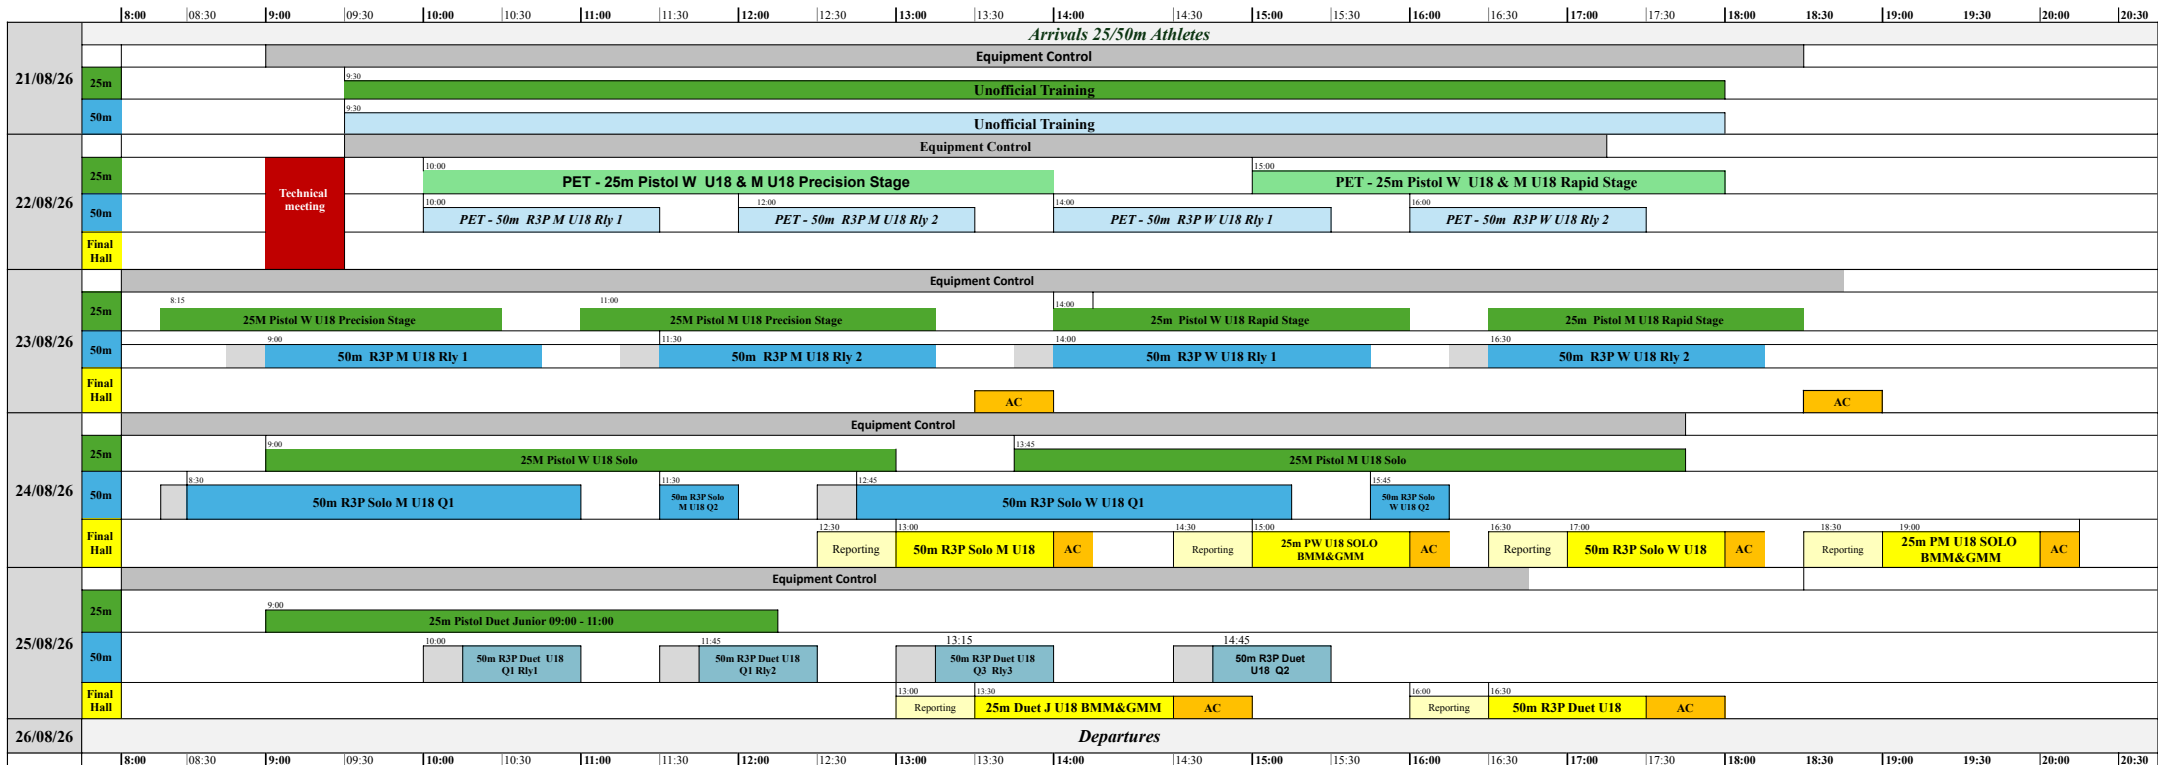 8:00 08:30 9:00 09:30 10:00 10:30 11:00 11:30 12:00 12:30 13:00 13:30 14:00 14:30 15:00 15:30 16:00 16:30 17:00 17:30 18:00 18:30 19:00 19:30 20:00 20:30
Arrivals 25/50m Athletes
21/08/26
Equipment Control
25m
9:30
Unofficial Training
50m
9:30
Unofficial Training
22/08/26
Equipment Control
Technical
meeting
25m
10:00
PET - 25m Pistol W U18 & M U18 Precision Stage
15:00
PET - 25m Pistol W U18 & M U18 Rapid Stage
50m
10:00
PET - 50m R3P M U18 Rly 1
12:00
PET - 50m R3P M U18 Rly 2
14:00
PET - 50m R3P W U18 Rly 1
16:00
PET - 50m R3P W U18 Rly 2
Final
Hall
23/08/26
Equipment Control
25m
8:15
25M Pistol W U18 Precision Stage
11:00
25M Pistol M U18 Precision Stage
14:00
25m Pistol W U18 Rapid Stage
25m Pistol M U18 Rapid Stage
50m
9:00
50m R3P M U18 Rly 1
11:30
50m R3P M U18 Rly 2
14:00
50m R3P W U18 Rly 1
16:30
50m R3P W U18 Rly 2
Final
Hall
AC
AC
24/08/26
Equipment Control
25m
9:00
25M Pistol W U18 Solo
13:45
25M Pistol M U18 Solo
50m
8:30
50m R3P Solo M U18 Q1
11:30
50m R3P Solo
M U18 Q2
12:45
50m R3P Solo W U18 Q1
15:45
50m R3P Solo
W U18 Q2
Final
Hall
12:30
Reporting
13:00
50m R3P Solo M U18
AC
14:30
Reporting
15:00
25m PW U18 SOLO
BMM&GMM
AC
16:30
Reporting
17:00
50m R3P Solo W U18
AC
18:30
Reporting
19:00
25m PM U18 SOLO
BMM&GMM
AC
25/08/26
Equipment Control
25m
9:00
25m Pistol Duet Junior 09:00 - 11:00
50m
10:00
50m R3P Duet U18
Q1 Rly1
11:45
50m R3P Duet U18
Q1 Rly2
13:15
50m R3P Duet U18
Q3 Rly3
14:45
50m R3P Duet
U18 Q2
Final
Hall
13:00
Reporting
13:30
25m Duet J U18 BMM&GMM
AC
16:00
Reporting
16:30
50m R3P Duet U18
AC
26/08/26
Departures
8:00 08:30 9:00 09:30 10:00 10:30 11:00 11:30 12:00 12:30 13:00 13:30 14:00 14:30 15:00 15:30 16:00 16:30 17:00 17:30 18:00 18:30 19:00 19:30 20:00 20:30